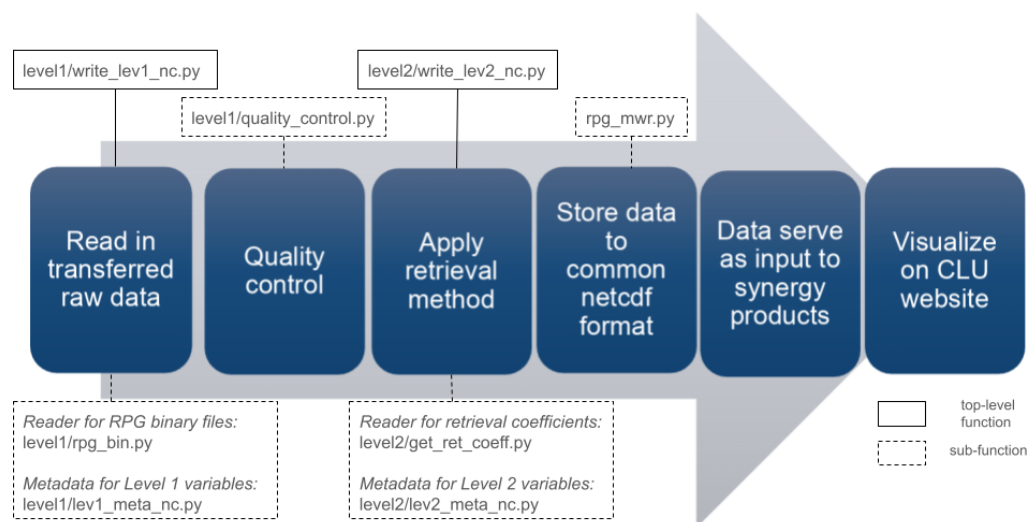 level1/write_lev1_nc.py
level2/write_lev2_nc.py
level1/quality_control.py
rpg_mwr.py
Read in
transferred
raw data
Quality
control
Apply
retrieval
method
Store data
to
common
netcdf
format
Data serve
as input to
synergy
products
Visualize
on CLU
website
Reader for RPG binary files:
level1/rpg_bin.py
Metadata for Level 1 variables:
level1/lev1_meta_nc.py
Reader for retrieval coefficients:
level2/get_ret_coeff.py
Metadata for Level 2 variables:
level2/lev2_meta_nc.py
top-level
function
sub-function